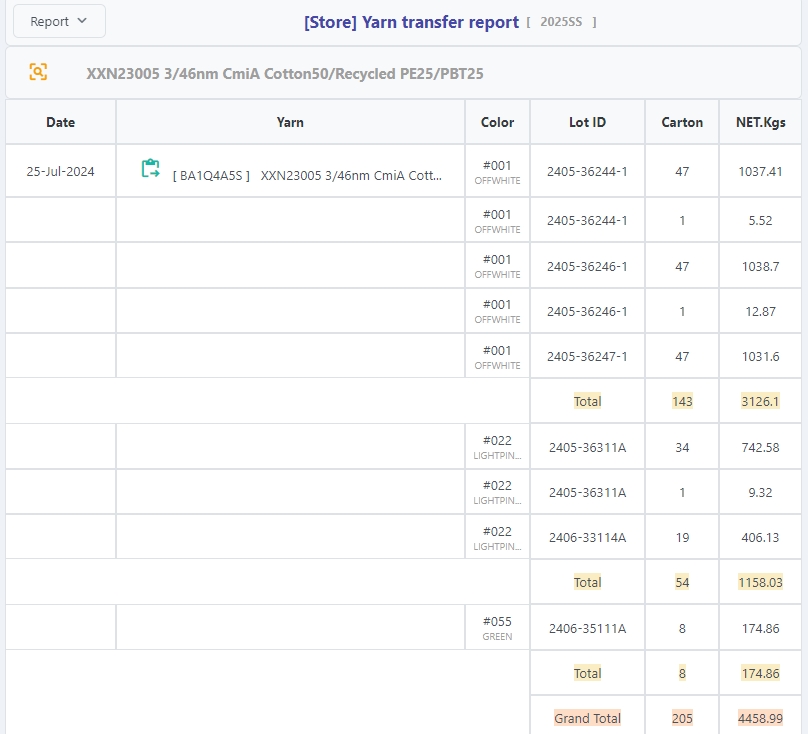 Report
[Store] Yarn transfer report [ 2025SS ]
XXN23005 3/46nm CmiA Cotton50/Recycled PE25/PBT25
Date Yarn Color Lot ID Carton NET.Kgs
25-Jul-2024 [ BA1Q4A5S ] XXN23005 3/46nm CmiA Cott... #001 OFFWHITE 2405-36244-1 47 1037.41
#001 OFFWHITE 2405-36244-1 1 5.52
#001 OFFWHITE 2405-36246-1 47 1038.7
#001 OFFWHITE 2405-36246-1 1 12.87
#001 OFFWHITE 2405-36247-1 47 1031.6
Total 143 3126.1
#022 LIGHTPIN... 2405-36311A 34 742.58
#022 LIGHTPIN... 2405-36311A 1 9.32
#022 LIGHTPIN... 2406-33114A 19 406.13
Total 54 1158.03
#055 GREEN 2406-35111A 8 174.86
Total 8 174.86
Grand Total 205 4458.99